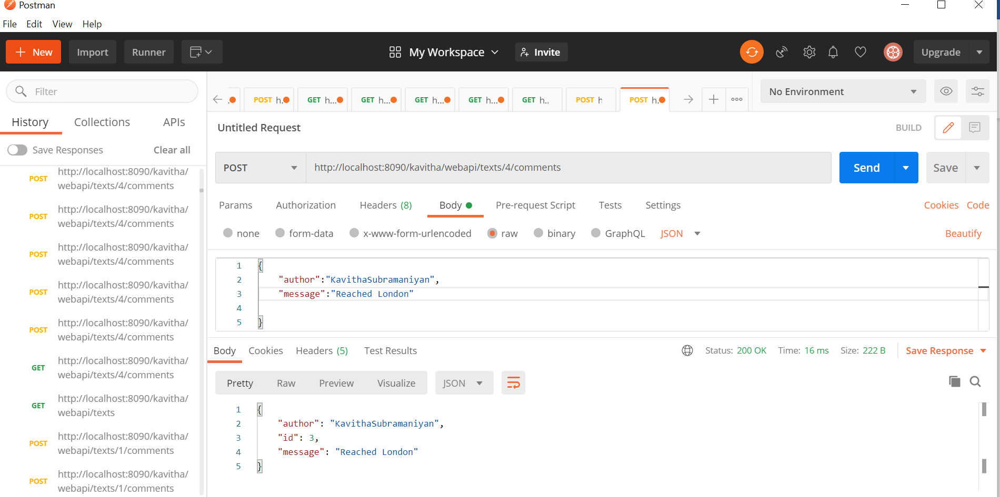 Postman
File Edit View Help
New Import Runner My Workspace Invite Upgrade
Filter
History Collections APIs
Save Responses Clear all
POST http://localhost:8090/kavitha/
webapi/texts/4/comments
POST http://localhost:8090/kavitha/
webapi/texts/4/comments
POST http://localhost:8090/kavitha/
webapi/texts/4/comments
POST http://localhost:8090/kavitha/
webapi/texts/4/comments
POST http://localhost:8090/kavitha/
webapi/texts/4/comments
GET http://localhost:8090/kavitha/
webapi/texts/4/comments
GET http://localhost:8090/kavitha/
webapi/texts
POST http://localhost:8090/kavitha/
webapi/texts/1/comments
POST http://localhost:8090/kavitha/
webapi/texts/1/comments
. POST h. GET h... GET h... GET h... GET h... GET h.. POST h POST h. No Environment
Untitled Request BUILD
POST http://localhost:8090/kavitha/webapi/texts/4/comments Send Save
Params Authorization Headers (8) Body Pre-request Script Tests Settings Cookies Code
none form-data x-www-form-urlencoded raw binary GraphQL JSON Beautify
1 {
2 "author":"KavithaSubramaniyan",
3 "message":"Reached London"
4
5 }
Body Cookies Headers (5) Test Results Status: 200 OK Time: 16 ms Size: 222 B Save Response
Pretty Raw Preview Visualize JSON
1 {
2 "author": "KavithaSubramaniyan",
3 "id": 3,
4 "message": "Reached London"
5 }